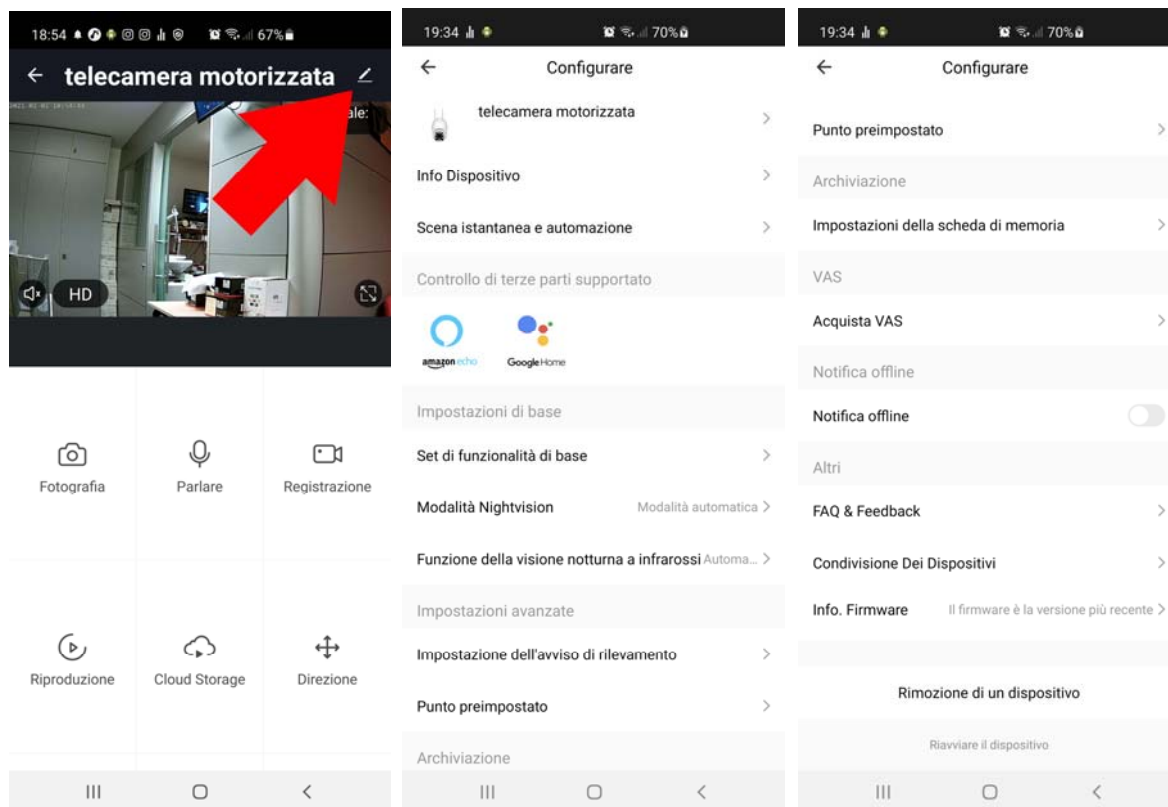 18:54 67%
telecamera motorizzata
ale:
HD
Fotografia
Parlare
Registrazione
Riproduzione
Cloud Storage
Direzione
19:34 70%
Configurare
telecamera motorizzata
Info Dispositivo
Scena istantanea e automazione
Controllo di terze parti supportato
amazon echo
Google Home
Impostazioni di base
Set di funzionalità di base
Modalità Nightvision Modalità automatica
Funzione della visione notturna a infrarossi Automa...
Impostazioni avanzate
Impostazione dell'avviso di rilevamento
Punto preimpostato
Archiviazione
19:34 70%
Configurare
Punto preimpostato
Archiviazione
Impostazioni della scheda di memoria
VAS
Acquista VAS
Notifica offline
Notifica offline
Altri
FAQ & Feedback
Condivisione Dei Dispositivi
Info. Firmware Il firmware è la versione più recente
Rimozione di un dispositivo
Riavviare il dispositivo